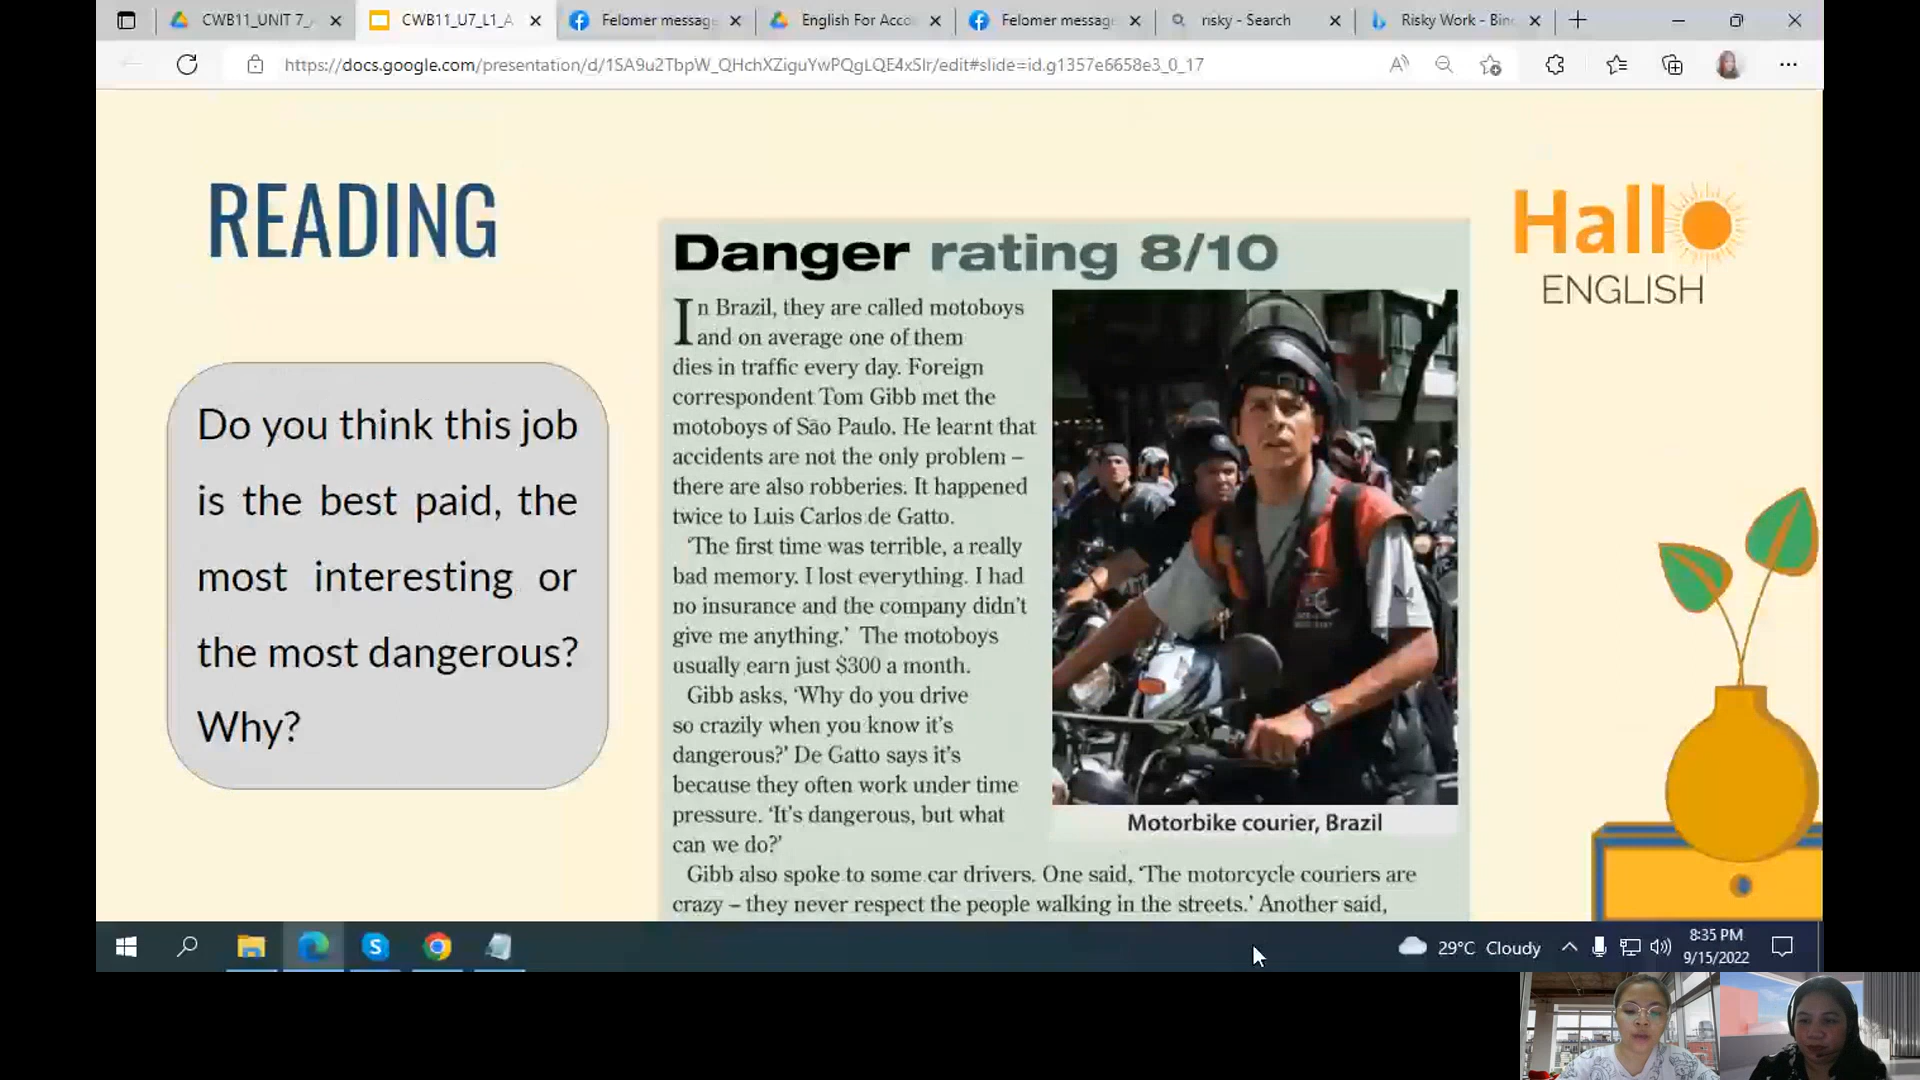 CWB11_UNIT 7_
CWB11_U7_L1_A
Felomer message
English For Acco
Felomer message
risky - Search
Risky Work - Bin
https://docs.google.com/presentation/d/1SA9u2TbpW_QHchXZiguYwPQgLQE4xSlr/edit#slide=id.g1357e6658e3_0_17
READING
Hallo
ENGLISH
Do you think this job
is the best paid, the
most interesting or
the most dangerous?
Why?
Danger rating 8/10
In Brazil, they are called motoboys
and on average one of them
dies in traffic every day. Foreign
correspondent Tom Gibb met the
motoboys of São Paulo. He learnt that
accidents are not the only problem –
there are also robberies. It happened
twice to Luis Carlos de Gatto.
‘The first time was terrible, a really
bad memory. I lost everything. I had
no insurance and the company didn’t
give me anything.’ The motoboys
usually earn just $300 a month.
Gibb asks, ‘Why do you drive
so crazily when you know it’s
dangerous?’ De Gatto says it’s
because they often work under time
pressure. ‘It’s dangerous, but what
can we do?’
Gibb also spoke to some car drivers. One said, ‘The motorcycle couriers are
crazy – they never respect the people walking in the streets.’ Another said,
Motorbike courier, Brazil
29°C Cloudy
8:35 PM
9/15/2022